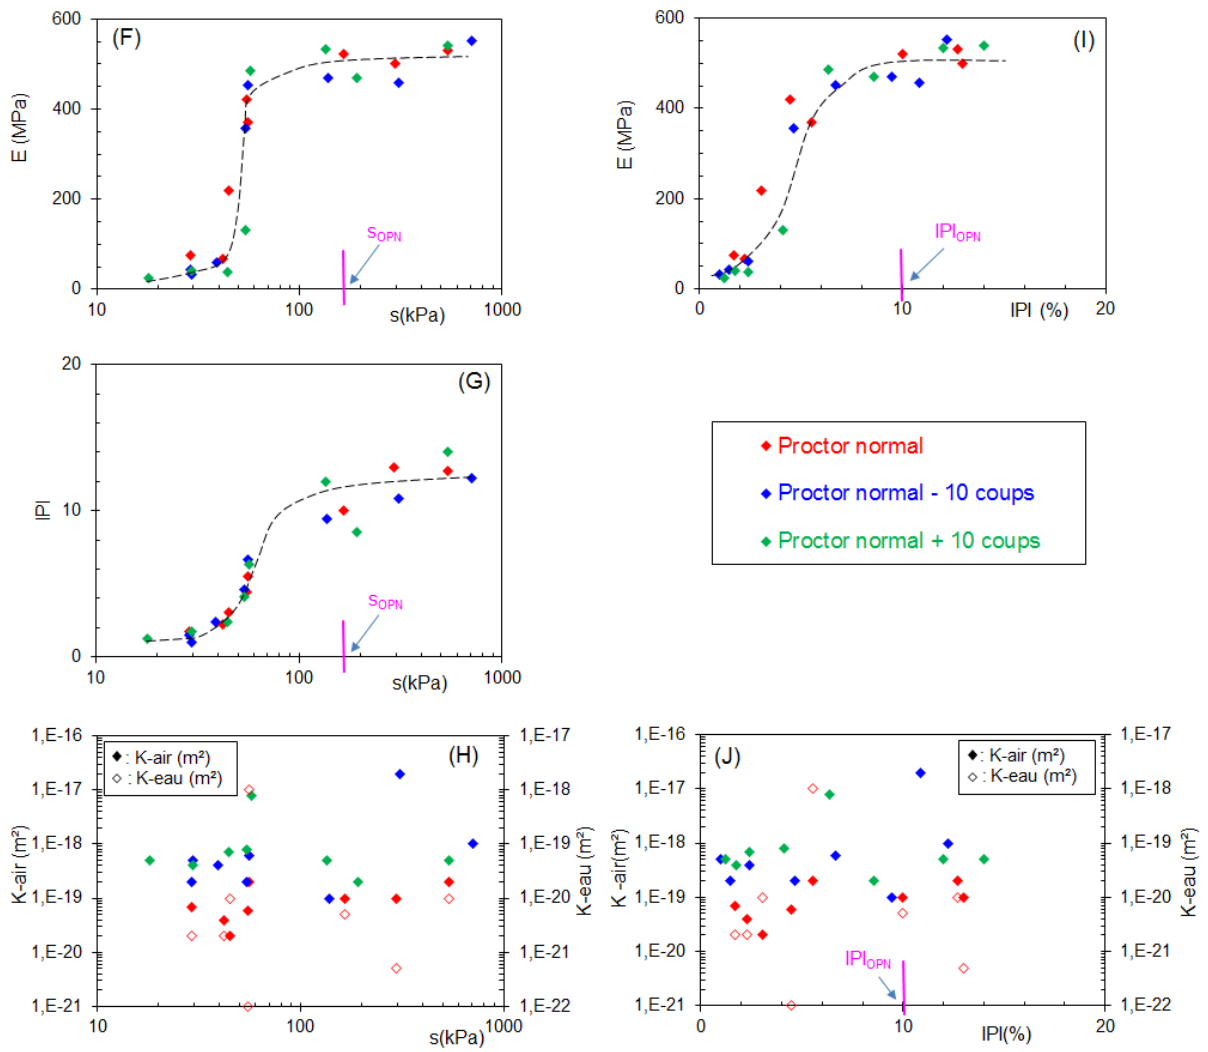 600
(F)
400
200
0
E (MPa)
S_OPN
10
100
s(kPa)
1000
600
(I)
400
200
0
E (MPa)
IPI_OPN
0
10
IPI (%)
20
20
(G)
10
0
IPI
S_OPN
10
100
s(kPa)
1000
Proctor normal
Proctor normal - 10 coups
Proctor normal + 10 coups
1,E-16
1,E-17
1,E-18
1,E-19
1,E-20
1,E-21
K-air (m²)
: K-air (m²)
: K-eau (m²)
(H)
1,E-17
1,E-18
1,E-19
1,E-20
1,E-21
1,E-22
K-eau (m²)
10
100
s(kPa)
1000
1,E-16
1,E-17
1,E-18
1,E-19
1,E-20
1,E-21
K -air(m²)
(J)
: K-air (m²)
: K-eau (m²)
IPI_OPN
1,E-17
1,E-18
1,E-19
1,E-20
1,E-21
1,E-22
K-eau (m²)
0
10
IPI(%)
20